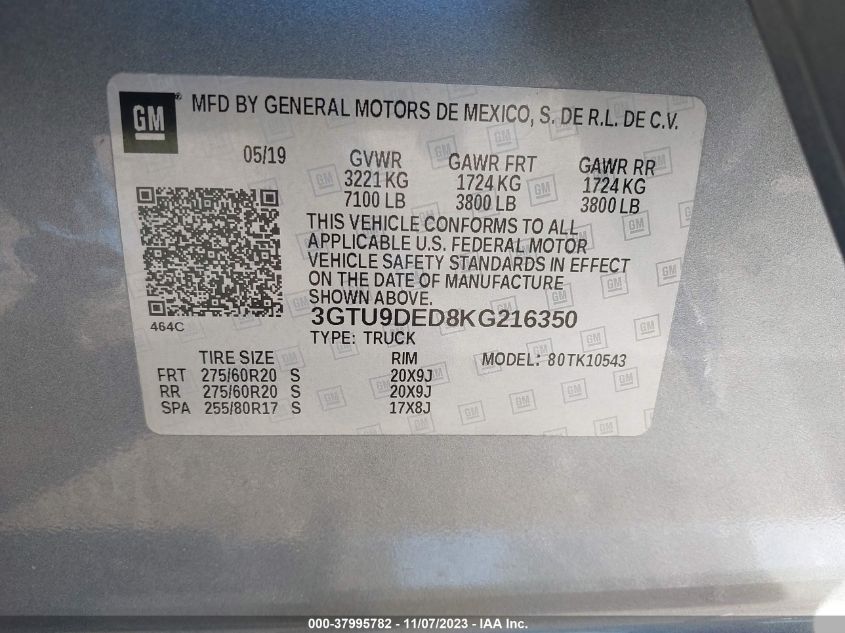 GM ® MFD BY GENERAL MOTORS DE MEXICO, S. DE R.L. DE C.V.
05/19 GVWR GAWR FRT GAWR RR
3221 KG 1724 KG 1724 KG
7100 LB 3800 LB 3800 LB
THIS VEHICLE CONFORMS TO ALL
APPLICABLE U.S. FEDERAL MOTOR
VEHICLE SAFETY STANDARDS IN EFFECT
ON THE DATE OF MANUFACTURE
SHOWN ABOVE.
464C 3GTU9DED8KG216350
TYPE: TRUCK
TIRE SIZE RIM MODEL: 80TK10543
FRT 275/60R20 S 20X9J
RR 275/60R20 S 20X9J
SPA 255/80R17 S 17X8J
000-37995782 - 11/07/2023 - IAA Inc.